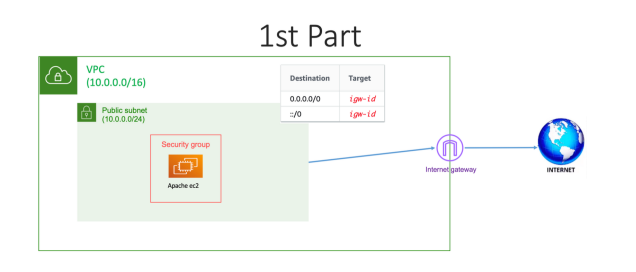 1st Part
VPC
(10.0.0.0/16)
Destination Target
0.0.0.0/0 igw-id
::/0 igw-id
Public subnet
(10.0.0.0/24)
Security group
Apache ec2
Internet gateway
INTERNET